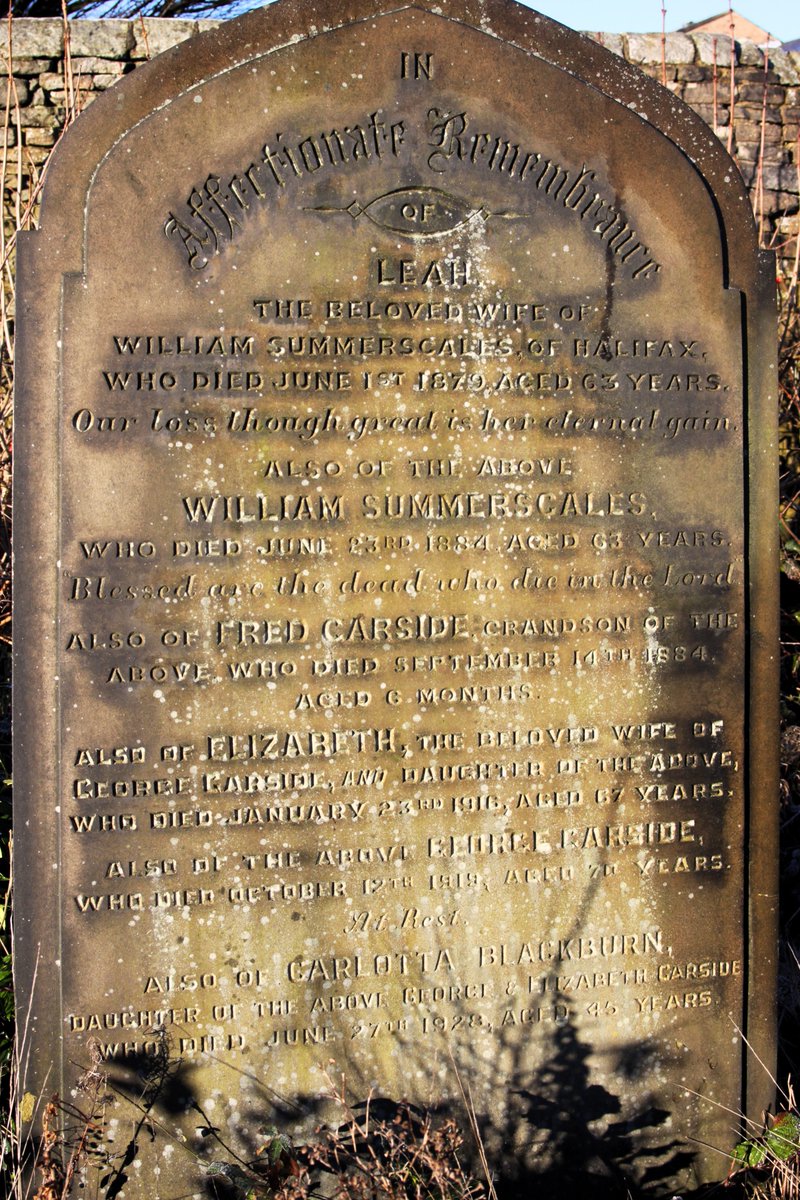 IN
Affectionate Remembrance
OF
LEAH
THE BELOVED WIFE OF
WILLIAM SUMMERSCALES, OF HALIFAX,
WHO DIED JUNE 1ST 1879, AGED 63 YEARS.
Our loss though great is her eternal gain.
ALSO OF THE ABOVE
WILLIAM SUMMERSCALES,
WHO DIED JUNE 23RD 1884, AGED 63 YEARS.
Blessed are the dead who die in the Lord
ALSO OF FRED GARSIDE, GRANDSON OF THE
ABOVE, WHO DIED SEPTEMBER 14TH 1884,
AGED 6 MONTHS.
ALSO OF ELIZABETH, THE BELOVED WIFE OF
GEORGE GARSIDE, AND DAUGHTER OF THE ABOVE,
WHO DIED JANUARY 23RD 1916, AGED 67 YEARS.
ALSO OF THE ABOVE GEORGE GARSIDE,
WHO DIED OCTOBER 12TH 1919, AGED 70 YEARS.
At Rest.
ALSO OF CARLOTTA BLACKBURN,
DAUGHTER OF THE ABOVE GEORGE & ELIZABETH GARSIDE
WHO DIED JUNE 27TH 1928, AGED 45 YEARS.